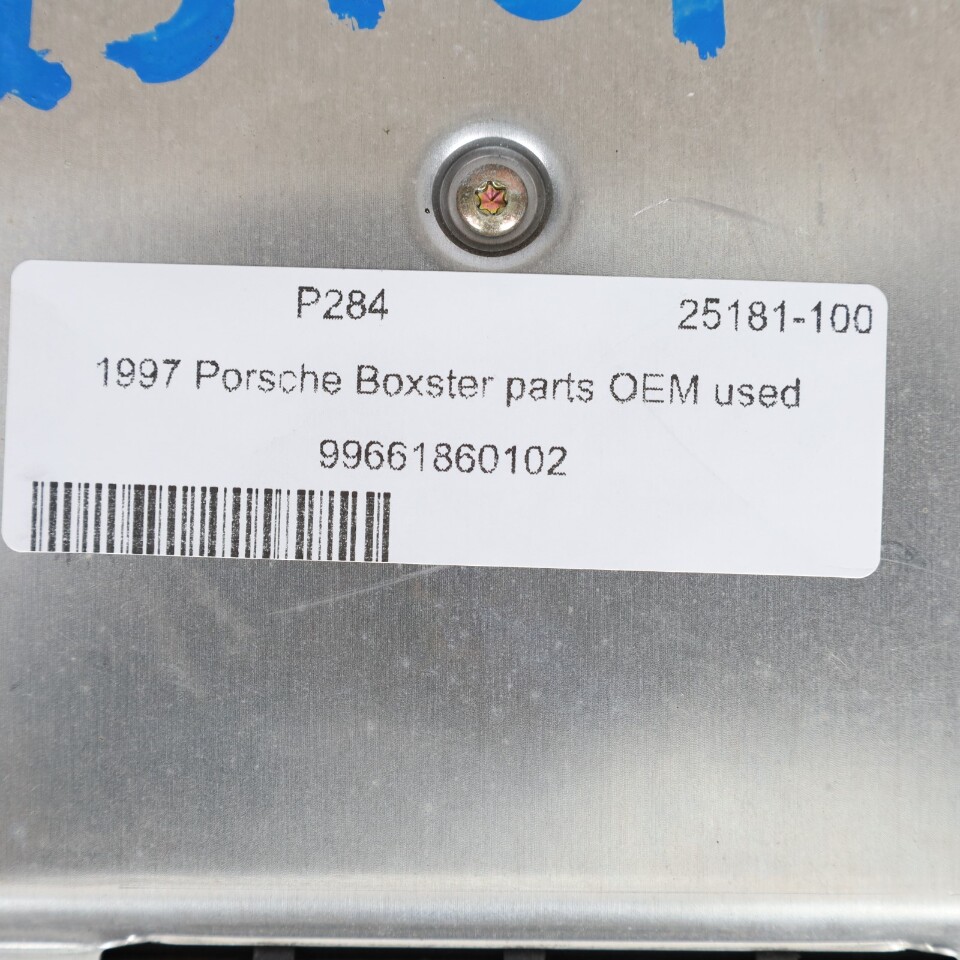 P284 25181-100
1997 Porsche Boxster parts OEM used
99661860102